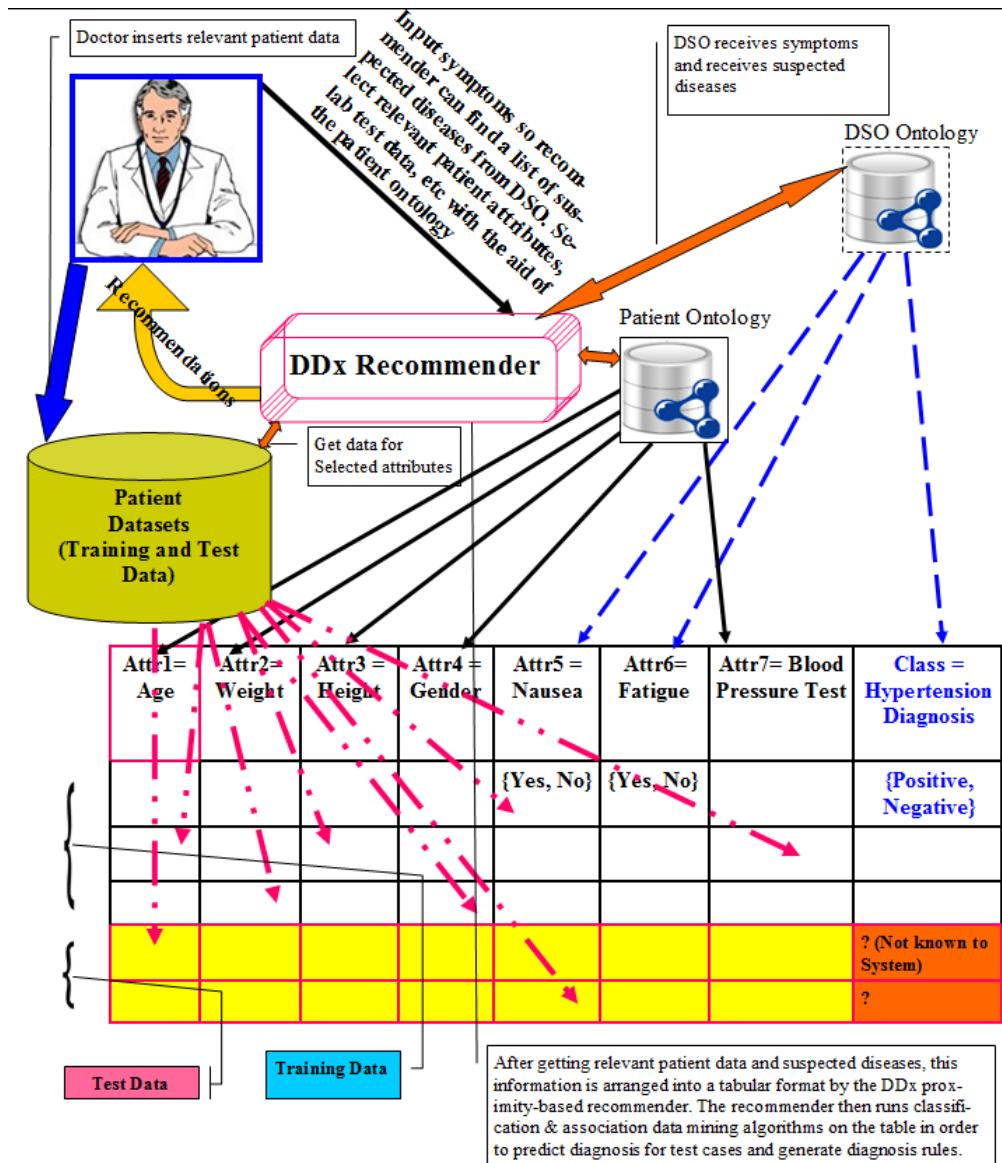 Doctor inserts relevant patient data
Input symptoms so recom-
mender can find a list of sus-
pected diseases from DSO. Se-
lect relevant patient attributes,
lab test data, etc with the aid of
the patient ontology
DSO receives symptoms
and receives suspected
diseases
DSO Ontology
Recommendations
DDx Recommender
Patient Ontology
Get data for
Selected attributes
Patient
Datasets
(Training and Test
Data)
Attr1=
Age
Attr2=
Weight
Attr3 =
Height
Attr4 =
Gender
Attr5 =
Nausea
Attr6=
Fatigue
Attr7= Blood
Pressure Test
Class =
Hypertension
Diagnosis
{Yes, No}
{Yes, No}
{Positive,
Negative}
? (Not known to
System)
?
Test Data
Training Data
After getting relevant patient data and suspected diseases, this
information is arranged into a tabular format by the DDx prox-
imity-based recommender. The recommender then runs classifi-
cation & association data mining algorithms on the table in order
to predict diagnosis for test cases and generate diagnosis rules.